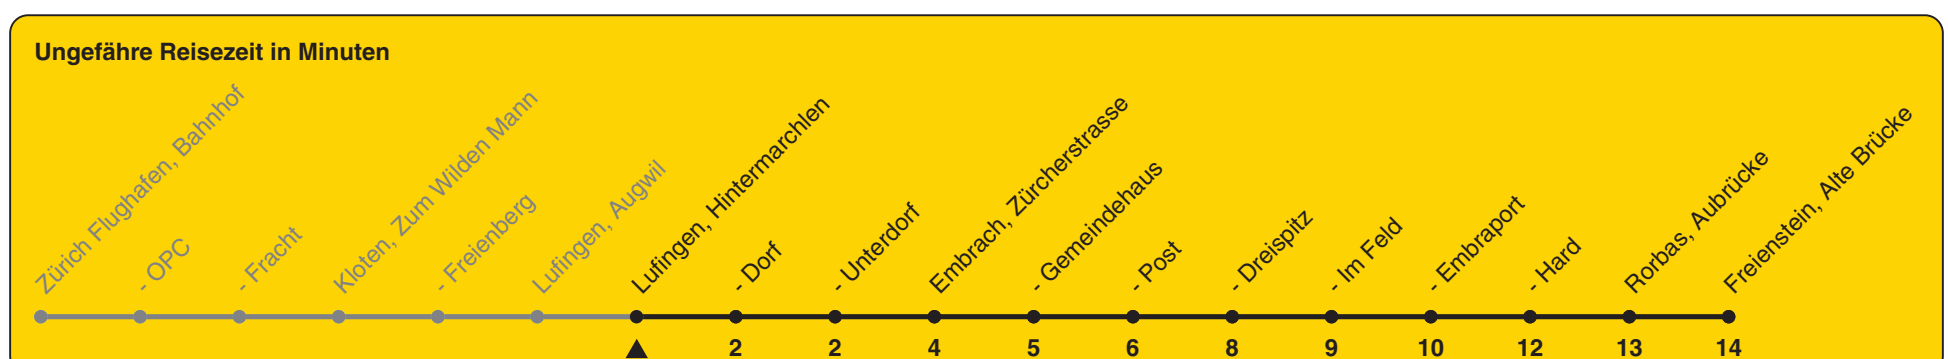 Ungefähre Reisezeit in Minuten
Zürich Flughafen, Bahnhof
- OPC
- Fracht
Kloten, Zum Wilden Mann
- Freienberg
Lufingen, Augwil
Lufingen, Hintermarchlen
- Dorf
- Unterdorf
Embrach, Zürcherstrasse
- Gemeindehaus
- Post
- Dreispitz
- Im Feld
- Embraport
- Hard
Rorbas, Aubrücke
Freienstein, Alte Brücke
2 2 4 5 6 8 9 10 12 13 14